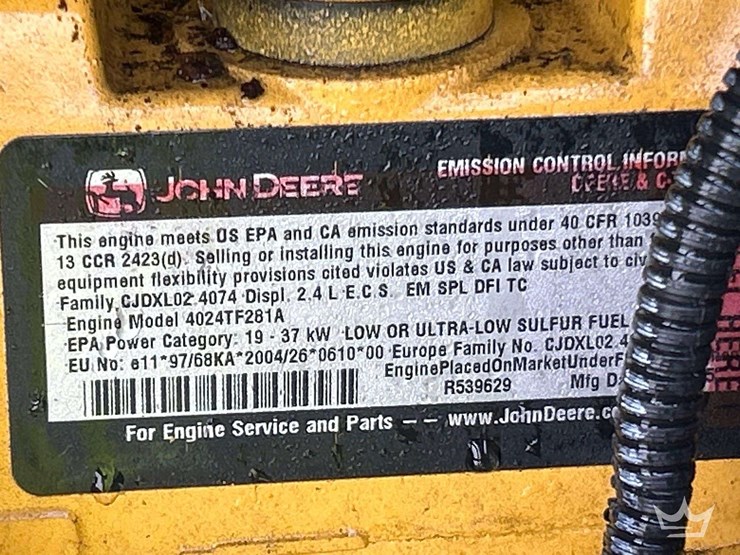 JOHN DEERE
EMISSION CONTROL INFOR
DEERE & C
This engine meets US EPA and CA emission standards under 40 CFR 1039
13 CCR 2423(d). Selling or installing this engine for purposes other than
equipment flexibility provisions cited violates US & CA law subject to civ
Family CJDXL02.4074 Displ. 2.4 L E.C.S. EM SPL DFI TC
Engine Model 4024TF281A
EPA Power Category: 19 - 37 kW LOW OR ULTRA-LOW SULFUR FUEL
EU No: e11*97/68KA*2004/26*0610*00 Europe Family No. CJDXL02.4
EnginePlacedOnMarketUnderF
R539629 Mfg Da
For Engine Service and Parts -- www.JohnDeere.co
HERE